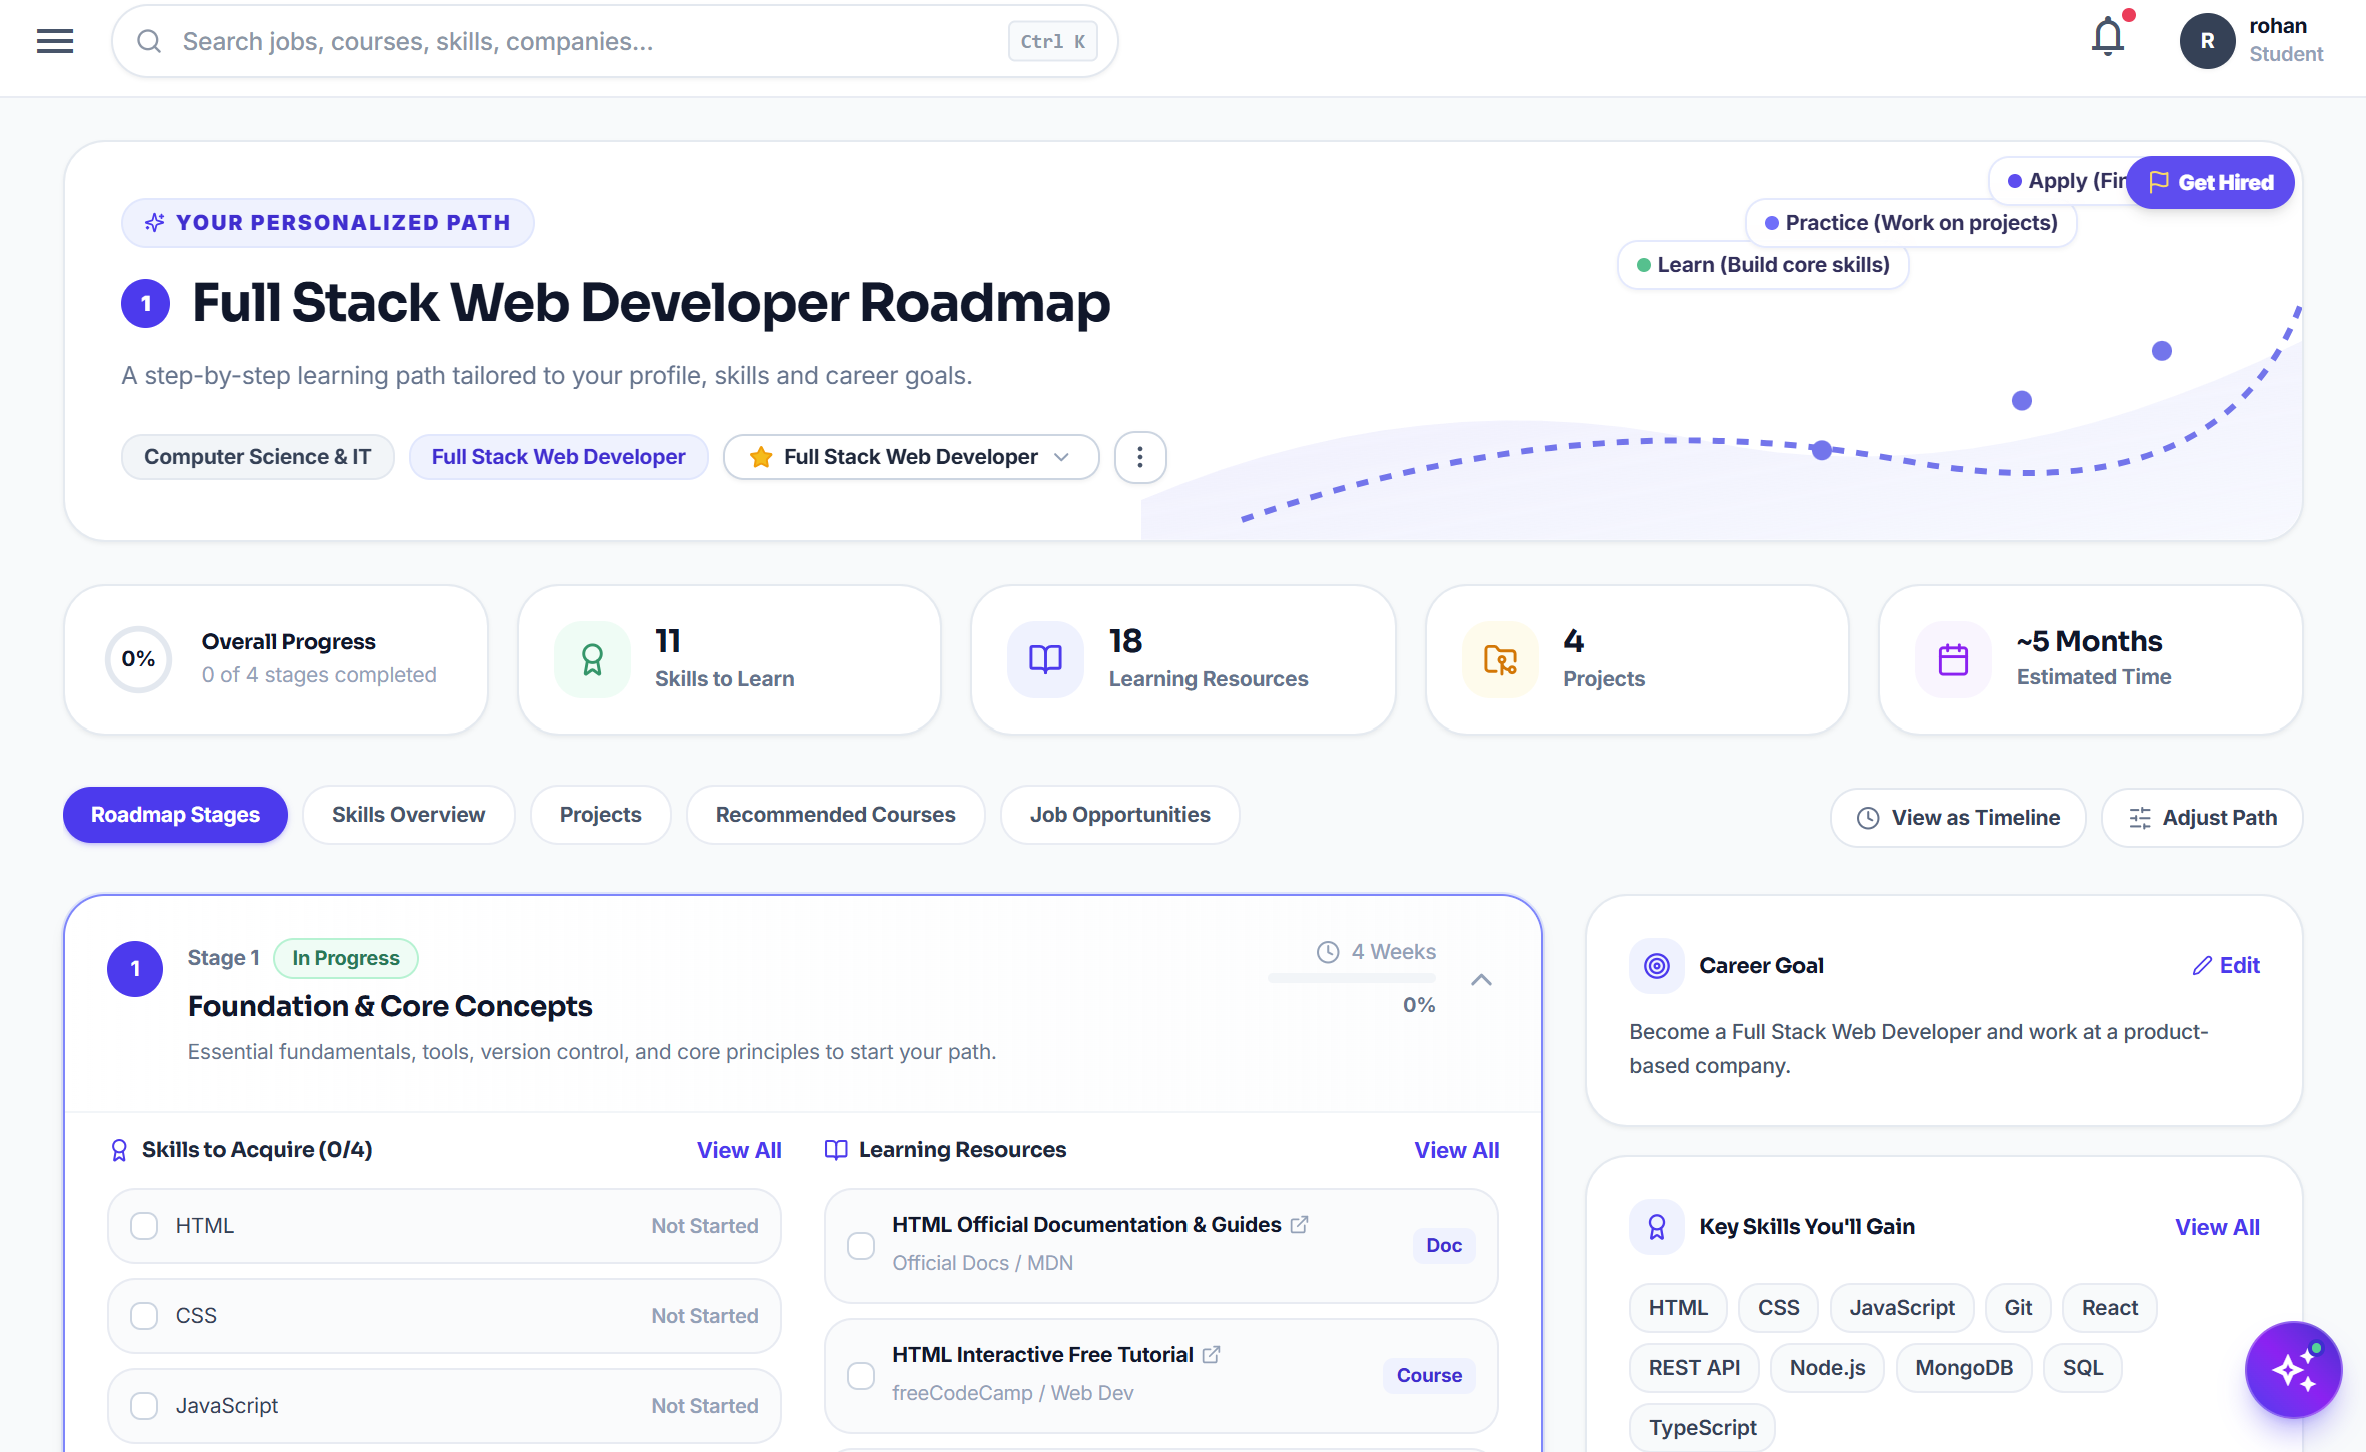 Search jobs, courses, skills, companies...
Ctrl K
R
rohan
Student
YOUR PERSONALIZED PATH
1 Full Stack Web Developer Roadmap
A step-by-step learning path tailored to your profile, skills and career goals.
Computer Science & IT
Full Stack Web Developer
Full Stack Web Developer
Apply (Fir
Get Hired
Practice (Work on projects)
Learn (Build core skills)
0%
Overall Progress
0 of 4 stages completed
11
Skills to Learn
18
Learning Resources
4
Projects
~5 Months
Estimated Time
Roadmap Stages
Skills Overview
Projects
Recommended Courses
Job Opportunities
View as Timeline
Adjust Path
1
Stage 1 In Progress
Foundation & Core Concepts
Essential fundamentals, tools, version control, and core principles to start your path.
4 Weeks
0%
Skills to Acquire (0/4)
View All
HTML Not Started
CSS Not Started
JavaScript Not Started
Learning Resources
View All
HTML Official Documentation & Guides
Official Docs / MDN
Doc
HTML Interactive Free Tutorial
freeCodeCamp / Web Dev
Course
Career Goal
Edit
Become a Full Stack Web Developer and work at a product-
based company.
Key Skills You'll Gain
View All
HTML CSS JavaScript Git React
REST API Node.js MongoDB SQL
TypeScript